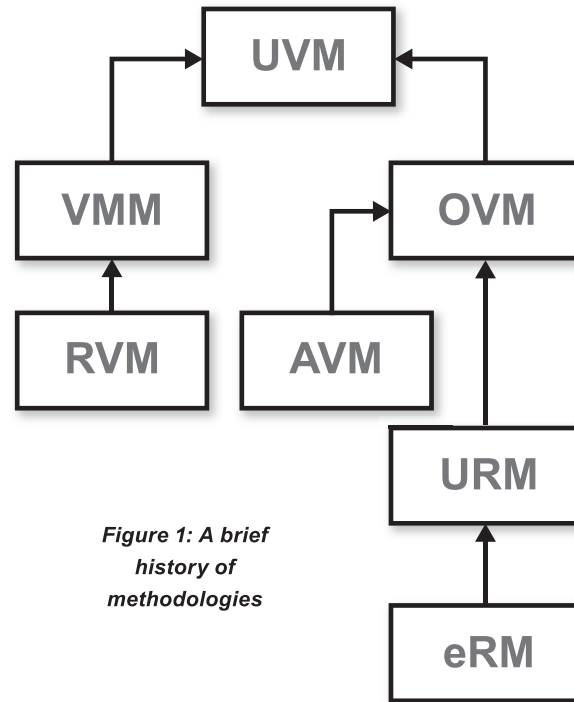 UVM
VMM
OVM
RVM
AVM
URM
Figure 1: A brief
history of
methodologies
eRM